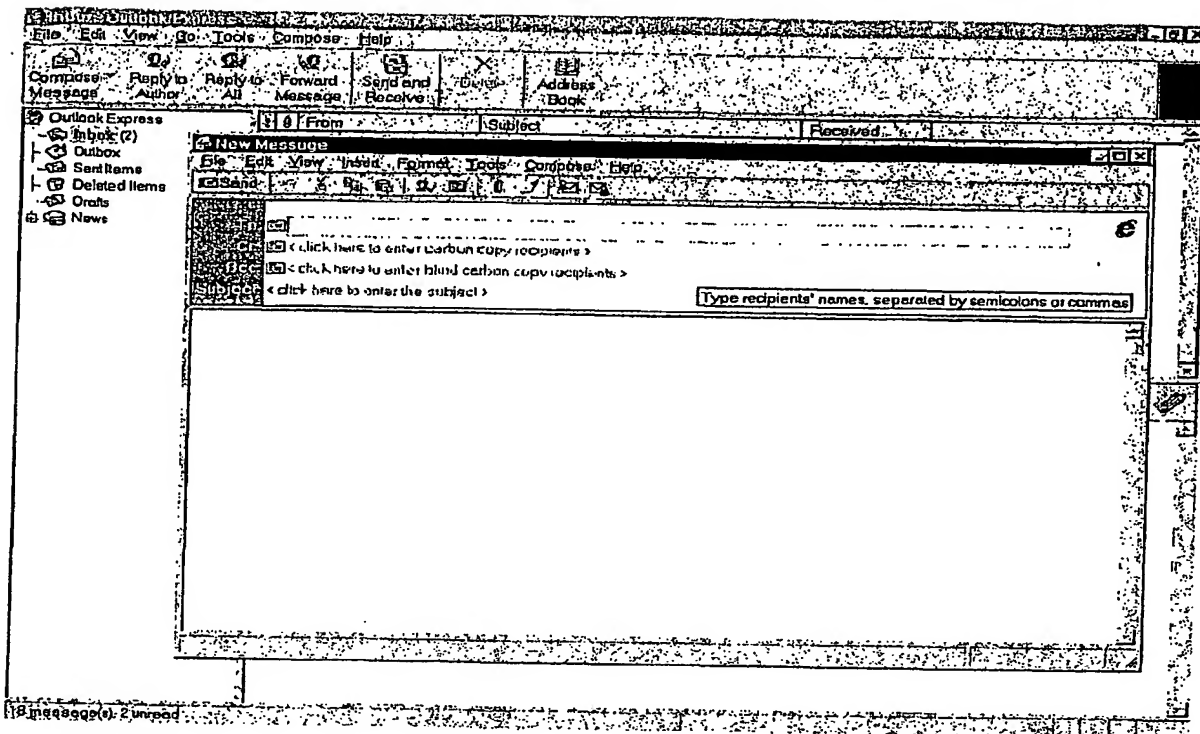 Inbox - Outlook Express
File Edit View Go Tools Compose Help
Compose Message Reply to Author Reply to All Forward Message Send and Receive Delete Address Book
Outlook Express
Inbox (2)
Outbox
Sent Items
Deleted Items
Drafts
News
From Subject Received
New Message
File Edit View Insert Format Tools Compose Help
Send
To:
Cc: < click here to enter carbon copy recipients >
Bcc: < click here to enter blind carbon copy recipients >
Subject: < click here to enter the subject >
Type recipients' names, separated by semicolons or commas
8 message(s), 2 unread